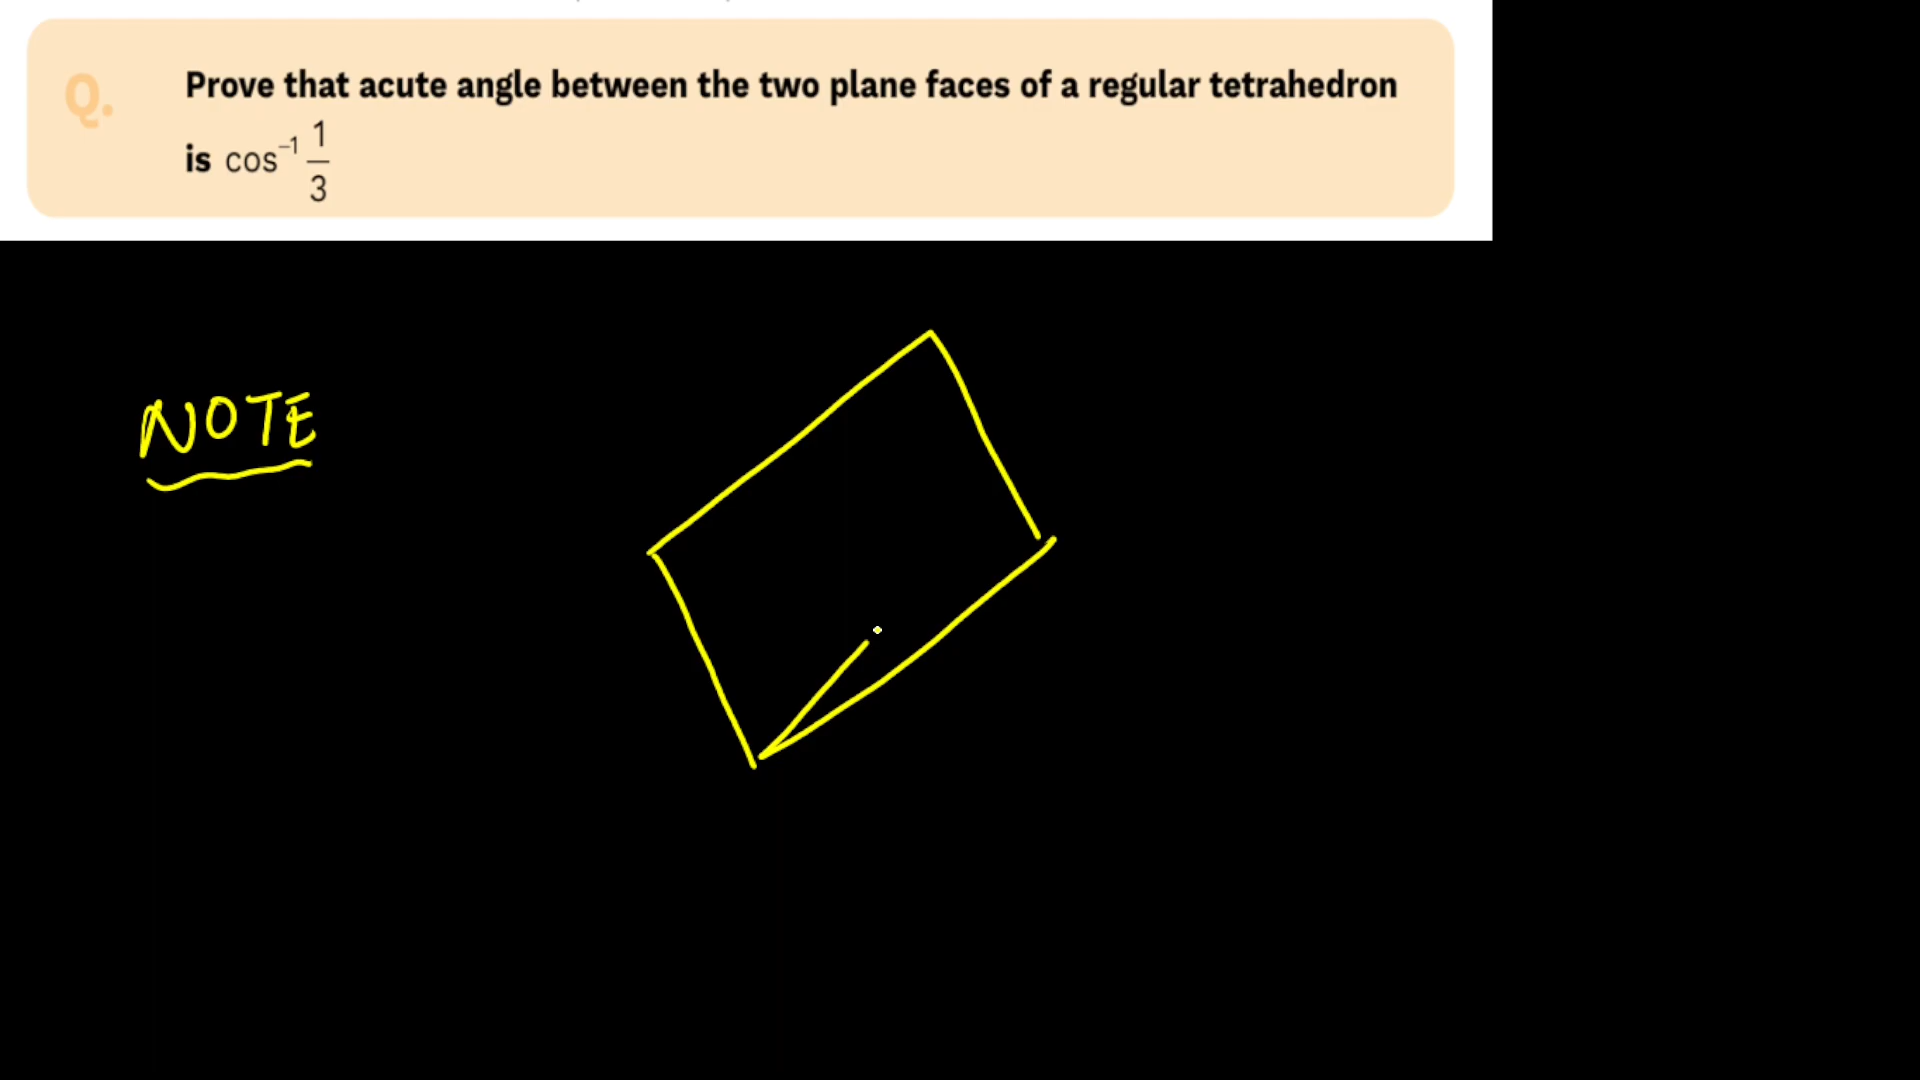 Q.
Prove that acute angle between the two plane faces of a regular tetrahedron
is cos⁻¹ 1/3
NOTE